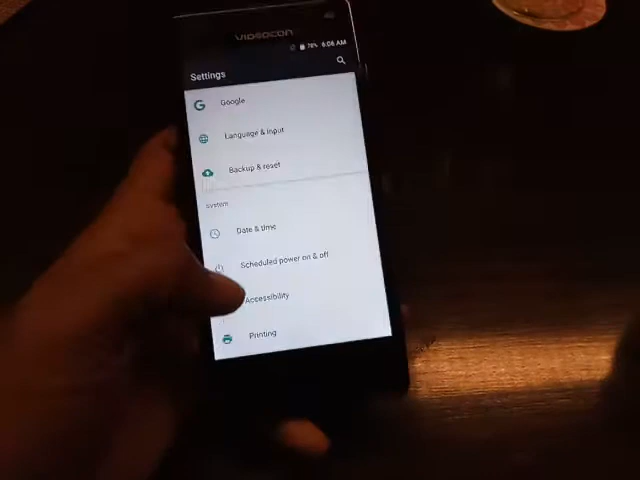 VIDEOCON
78% 6:06 AM
Settings
Google
Language & input
Backup & reset
System
Date & time
Scheduled power on & off
Accessibility
Printing